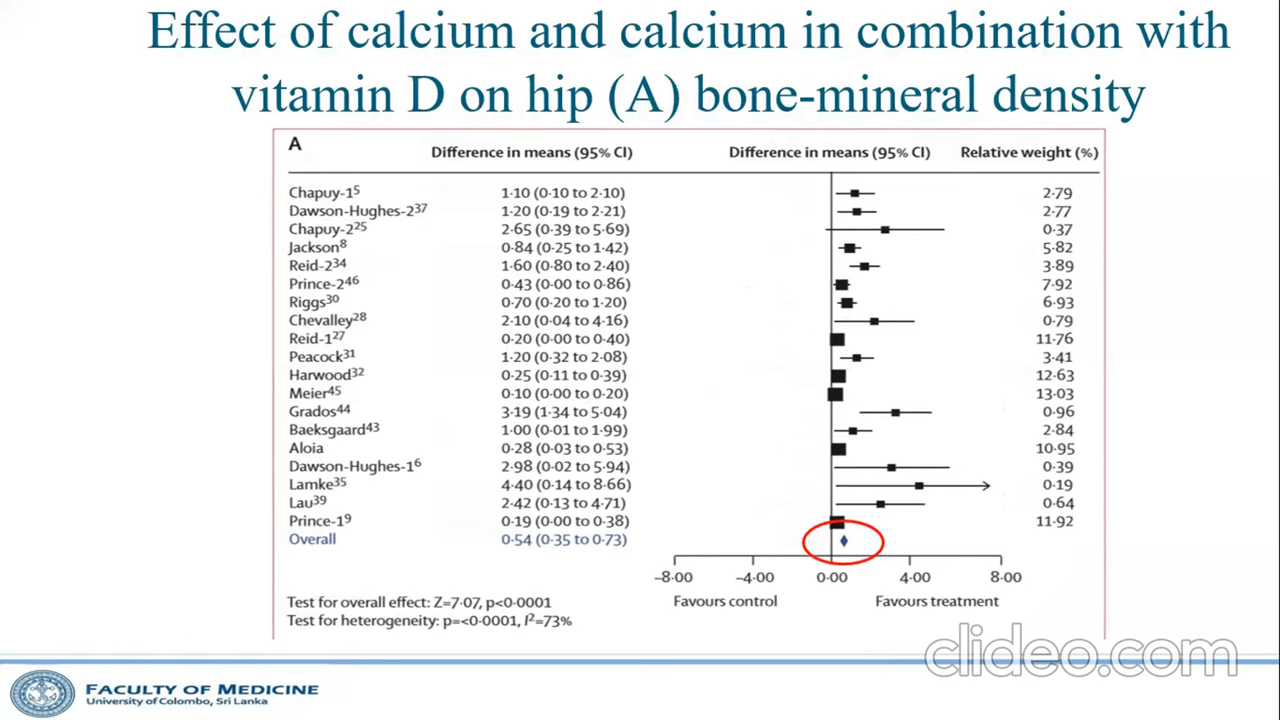 Effect of calcium and calcium in combination with
vitamin D on hip (A) bone-mineral density
A
Difference in means (95% CI) Difference in means (95% CI) Relative weight (%)
Chapuy-1⁵ 1·10 (0·10 to 2·10) 2·79
Dawson-Hughes-2³⁷ 1·20 (0·19 to 2·21) 2·77
Chapuy-2²⁵ 2·65 (0·39 to 5·69) 0·37
Jackson⁸ 0·84 (0·25 to 1·42) 5·82
Reid-2³⁴ 1·60 (0·80 to 2·40) 3·89
Prince-2⁴⁶ 0·43 (0·00 to 0·86) 7·92
Riggs³⁰ 0·70 (0·20 to 1·20) 6·93
Chevalley²⁸ 2·10 (0·04 to 4·16) 0·79
Reid-1²⁷ 0·20 (0·00 to 0·40) 11·76
Peacock³¹ 1·20 (0·32 to 2·08) 3·41
Harwood³² 0·25 (0·11 to 0·39) 12·63
Meier⁴⁵ 0·10 (0·00 to 0·20) 13·03
Grados⁴⁴ 3·19 (1·34 to 5·04) 0·96
Baeksgaard⁴³ 1·00 (0·01 to 1·99) 2·84
Aloia 0·28 (0·03 to 0·53) 10·95
Dawson-Hughes-1⁶ 2·98 (0·02 to 5·94) 0·39
Lamke³⁵ 4·40 (0·14 to 8·66) 0·19
Lau³⁹ 2·42 (0·13 to 4·71) 0·64
Prince-1⁹ 0·19 (0·00 to 0·38) 11·92
Overall 0·54 (0·35 to 0·73)
-8·00 -4·00 0·00 4·00 8·00
Favours control Favours treatment
Test for overall effect: Z=7·07, p<0·0001
Test for heterogeneity: p=<0·0001, I²=73%
clideo.com
FACULTY OF MEDICINE
University of Colombo, Sri Lanka